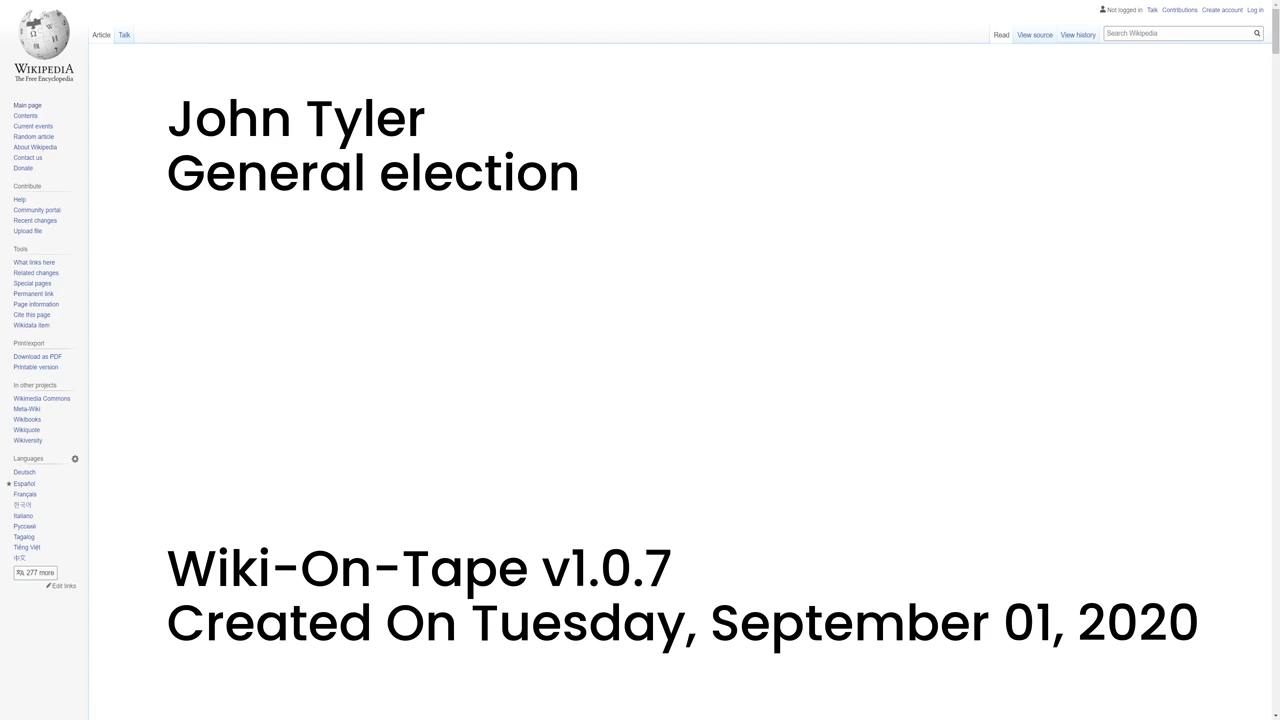 Not logged in Talk Contributions Create account Log in
Article Talk Read View source View history Search Wikipedia
WIKIPEDIA
The Free Encyclopedia
Main page
Contents
Current events
Random article
About Wikipedia
Contact us
Donate
Contribute
Help
Community portal
Recent changes
Upload file
Tools
What links here
Related changes
Special pages
Permanent link
Page information
Cite this page
Wikidata item
Print/export
Download as PDF
Printable version
In other projects
Wikimedia Commons
Meta-Wiki
Wikibooks
Wikiquote
Wikiversity
Languages
Deutsch
Español
Français
한국어
Italiano
Русский
Tagalog
Tiếng Việt
中文
277 more
Edit links
John Tyler
General election
Wiki-On-Tape v1.0.7
Created On Tuesday, September 01, 2020